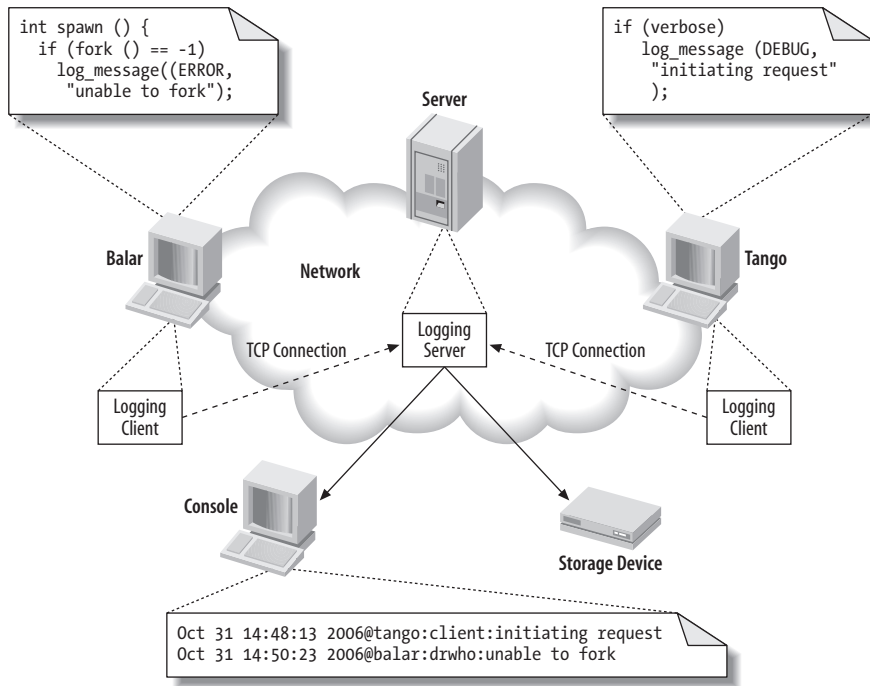 int spawn () {
if (fork () == -1)
log_message((ERROR,
"unable to fork");
if (verbose)
log_message (DEBUG,
"initiating request"
);
Server
Balar
Network
Tango
Logging
Server
TCP Connection
TCP Connection
Logging
Client
Logging
Client
Console
Storage Device
Oct 31 14:48:13 2006@tango:client:initiating request
Oct 31 14:50:23 2006@balar:drwho:unable to fork